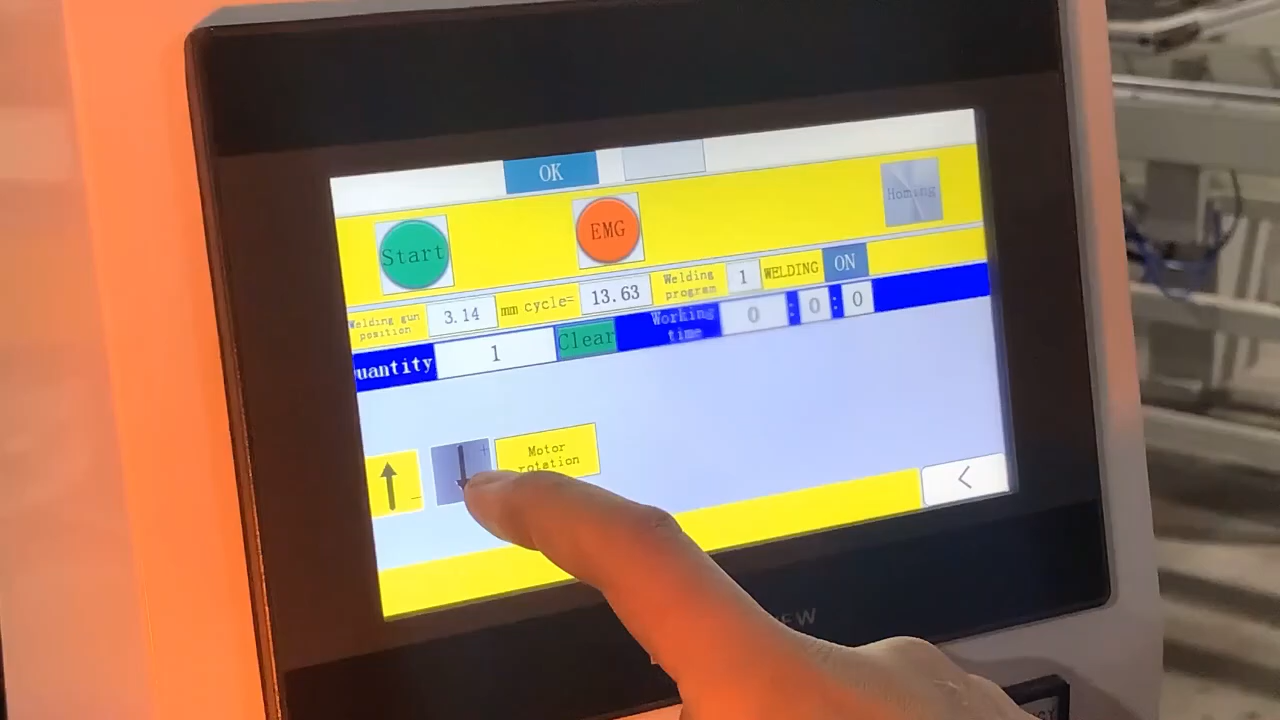 OK
Homing
Start
EMG
Welding gun
position
3.14
mm cycle=
13.63
Welding
program
1
WELDING
ON
uantity
1
Clear
Working
time
0 : 0 : 0
Motor
rotation